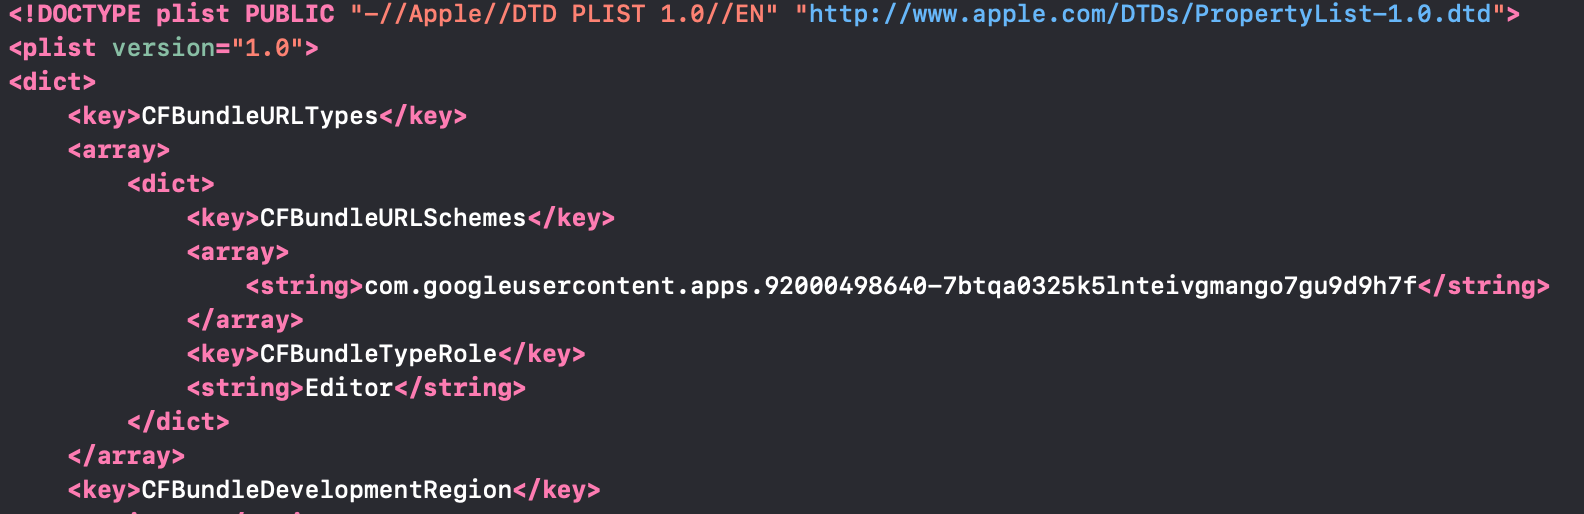 <!DOCTYPE plist PUBLIC "-//Apple//DTD PLIST 1.0//EN" "http://www.apple.com/DTDs/PropertyList-1.0.dtd">
<plist version="1.0">
<dict>
    <key>CFBundleURLTypes</key>
    <array>
        <dict>
            <key>CFBundleURLSchemes</key>
            <array>
                <string>com.googleusercontent.apps.92000498640-7btqa0325k5lnteivgmango7gu9d9h7f</string>
            </array>
            <key>CFBundleTypeRole</key>
            <string>Editor</string>
        </dict>
    </array>
    <key>CFBundleDevelopmentRegion</key>